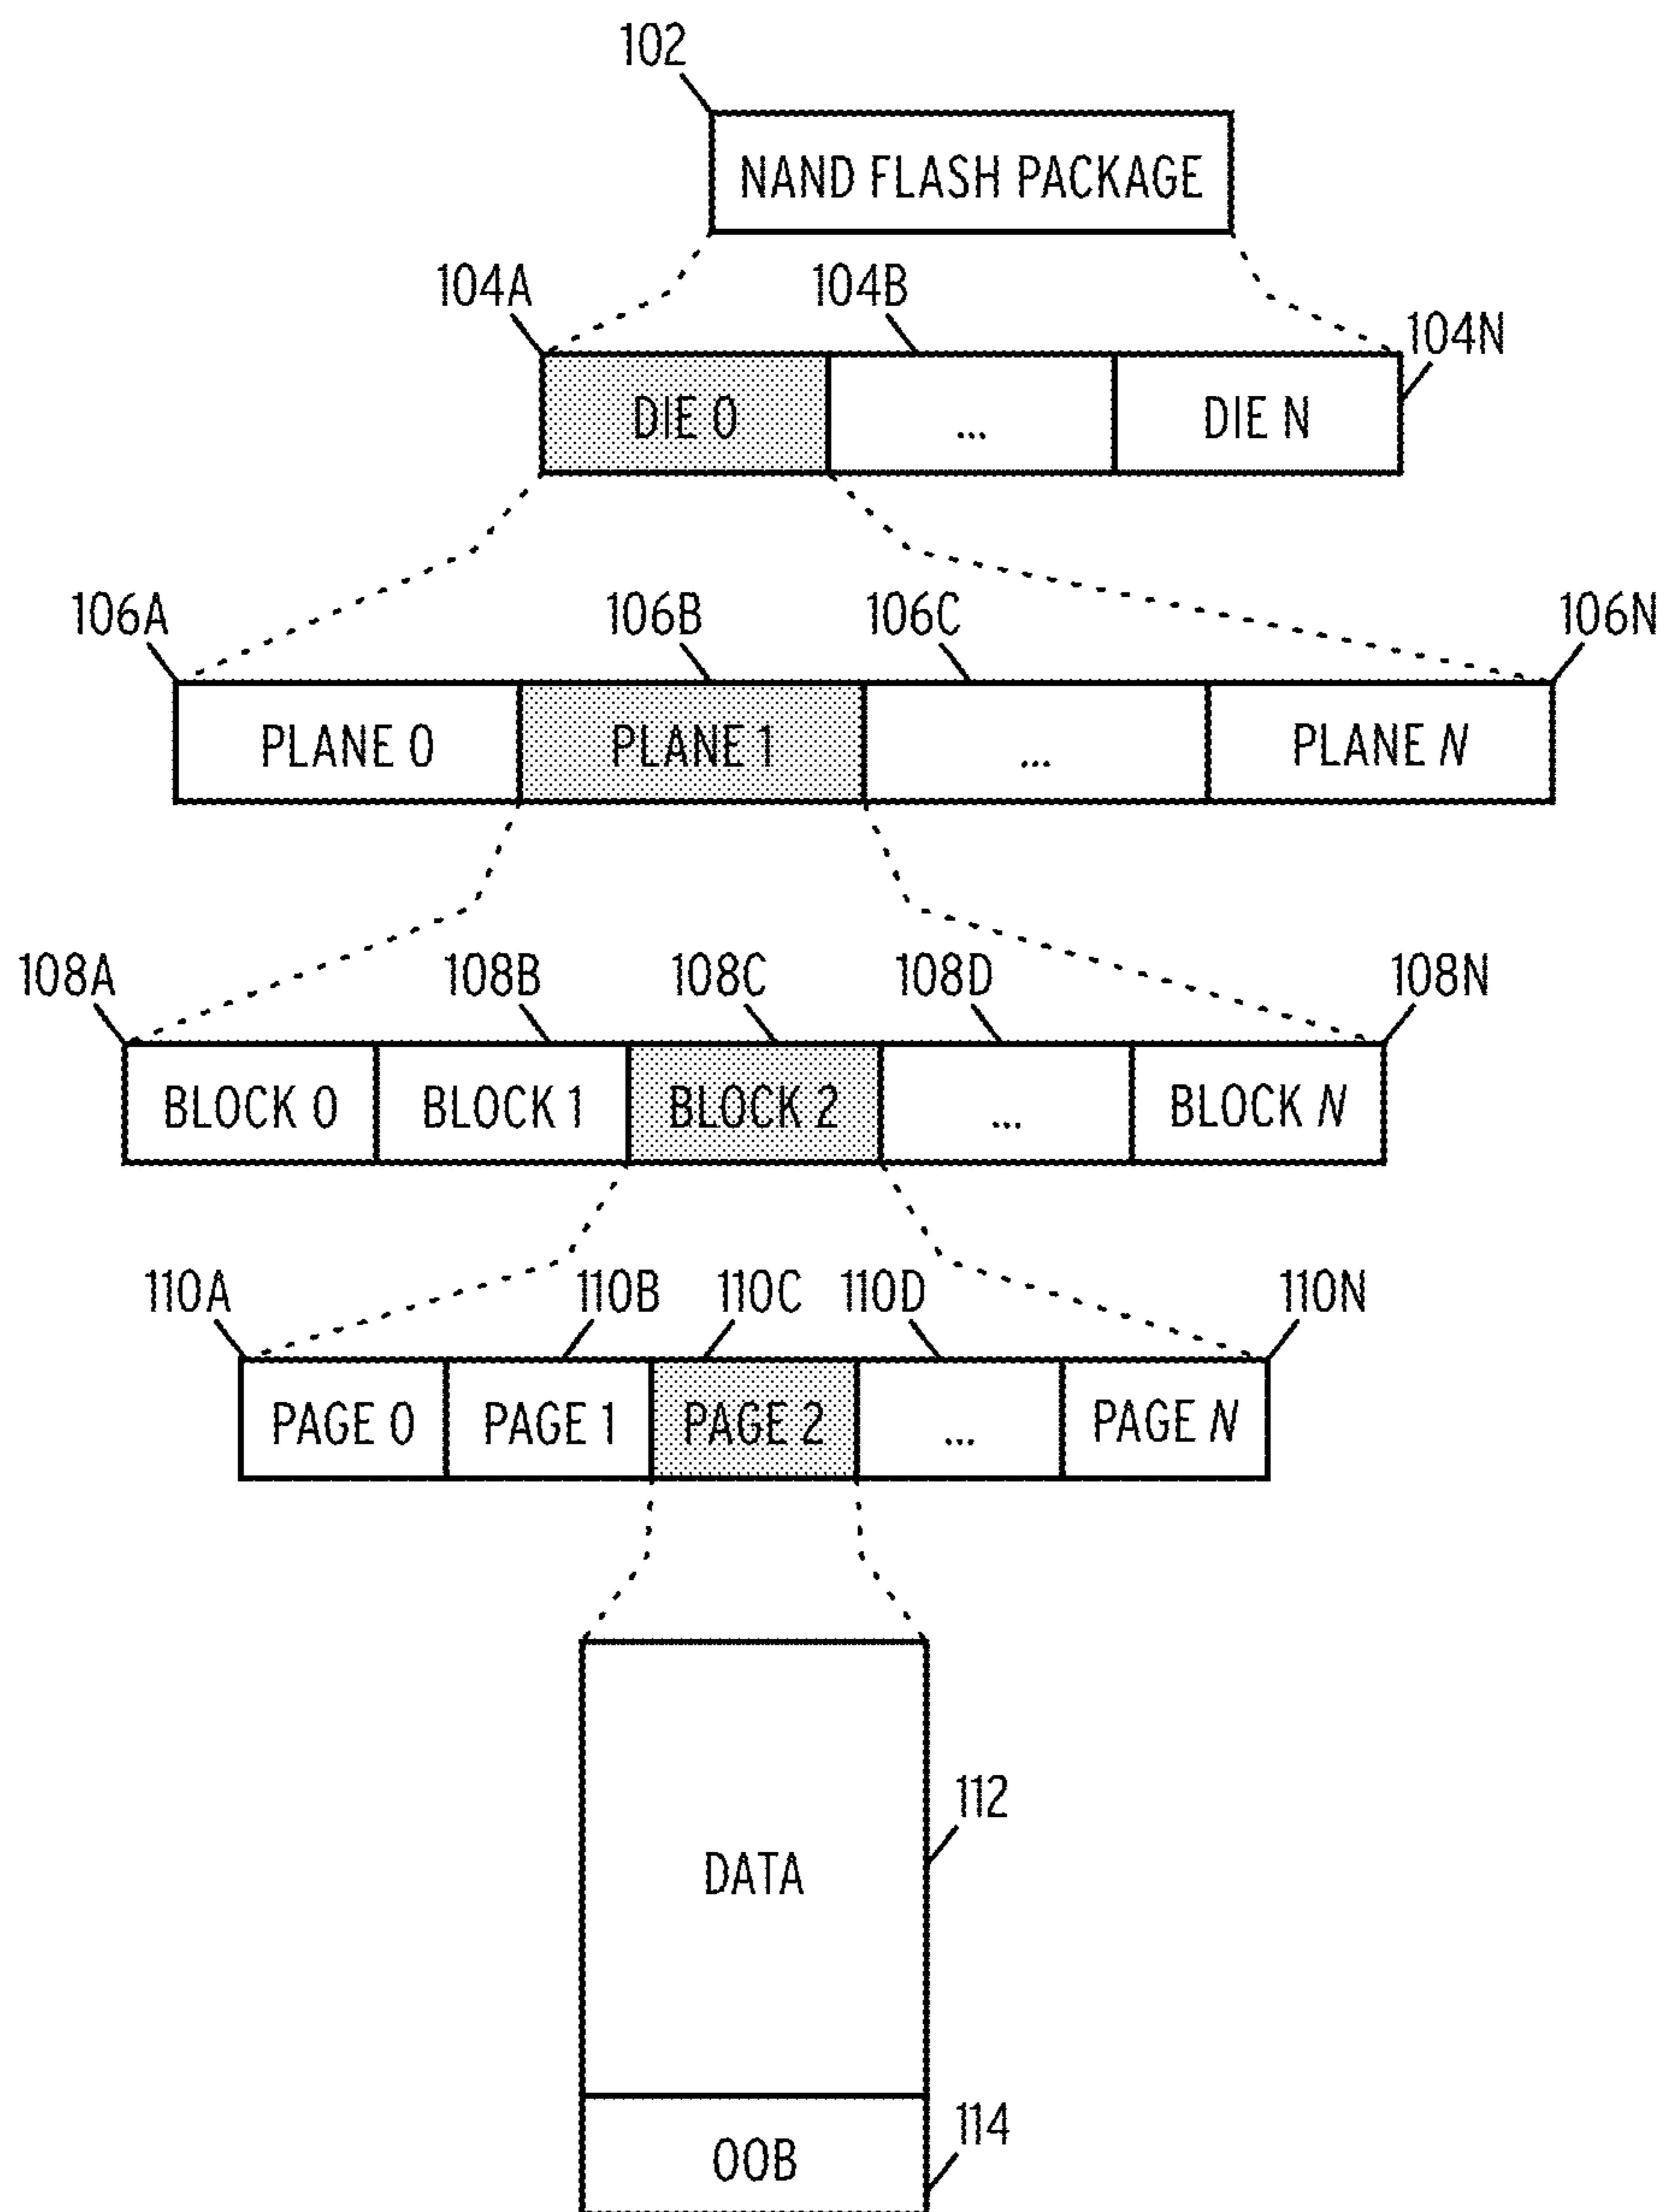 102
NAND FLASH PACKAGE
104A 104B 104N
DIE 0 ... DIE N
106A 106B 106C 106N
PLANE 0 PLANE 1 ... PLANE N
108A 108B 108C 108D 108N
BLOCK 0 BLOCK 1 BLOCK 2 ... BLOCK N
110A 110B 110C 110D 110N
PAGE 0 PAGE 1 PAGE 2 ... PAGE N
112
DATA
114
OOB